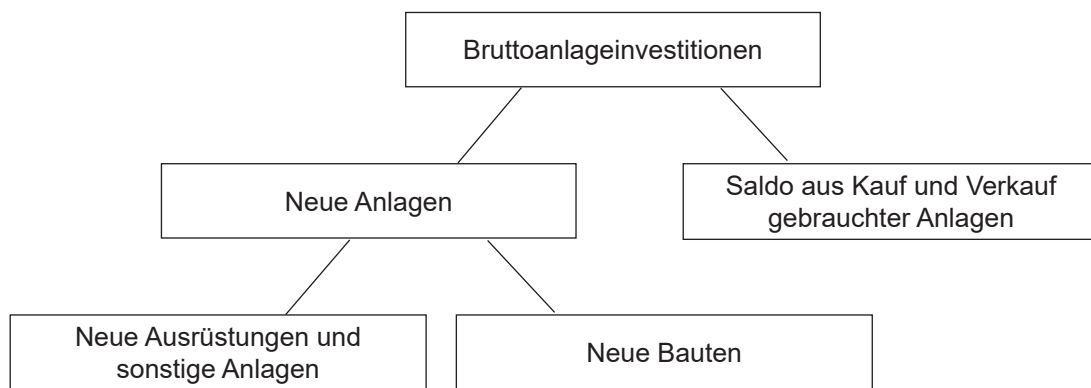 Bruttoanlageinvestitionen
Neue Anlagen
Saldo aus Kauf und Verkauf
gebrauchter Anlagen
Neue Ausrüstungen und
sonstige Anlagen
Neue Bauten